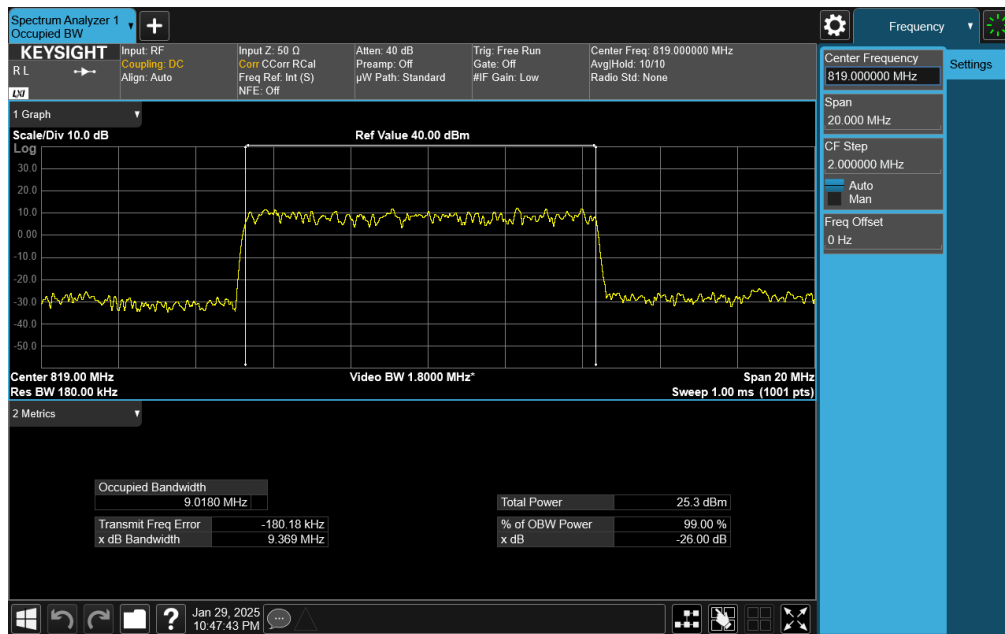 Spectrum Analyzer 1
Occupied BW
Frequency
KEYSIGHT
R L
LXI
Input: RF
Coupling: DC
Align: Auto
Input Z: 50 Ω
Corr CCorr RCal
Freq Ref: Int (S)
NFE: Off
Atten: 40 dB
Preamp: Off
µW Path: Standard
Trig: Free Run
Gate: Off
#IF Gain: Low
Center Freq: 819.000000 MHz
Avg|Hold: 10/10
Radio Std: None
Center Frequency
819.000000 MHz
Settings
Span
20.000 MHz
CF Step
2.000000 MHz
Auto
Man
Freq Offset
0 Hz
1 Graph
Scale/Div 10.0 dB
Ref Value 40.00 dBm
Log
30.0
20.0
10.0
0.00
-10.0
-20.0
-30.0
-40.0
-50.0
Center 819.00 MHz
Video BW 1.8000 MHz*
Span 20 MHz
Res BW 180.00 kHz
Sweep 1.00 ms (1001 pts)
2 Metrics
Occupied Bandwidth
9.0180 MHz
Transmit Freq Error -180.18 kHz
x dB Bandwidth 9.369 MHz
Total Power 25.3 dBm
% of OBW Power 99.00 %
x dB -26.00 dB
?
Jan 29, 2025
10:47:43 PM